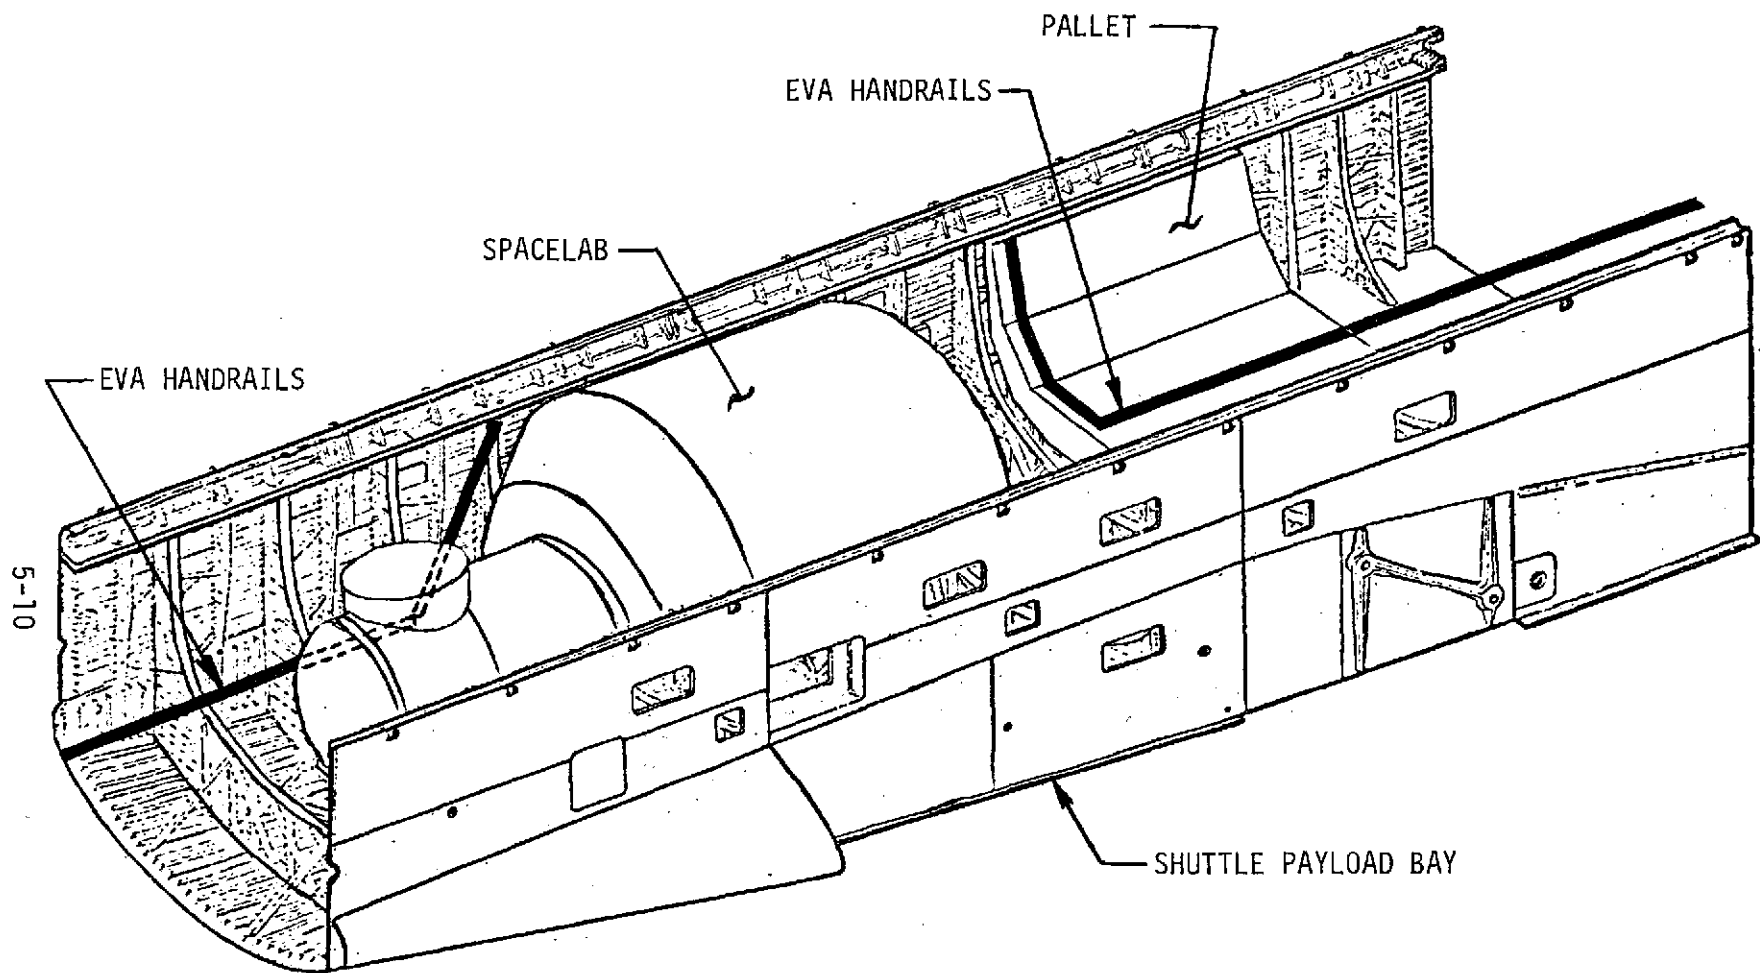 PALLET
EVA HANDRAILS
SPACELAB
EVA HANDRAILS
5-10
SHUTTLE PAYLOAD BAY